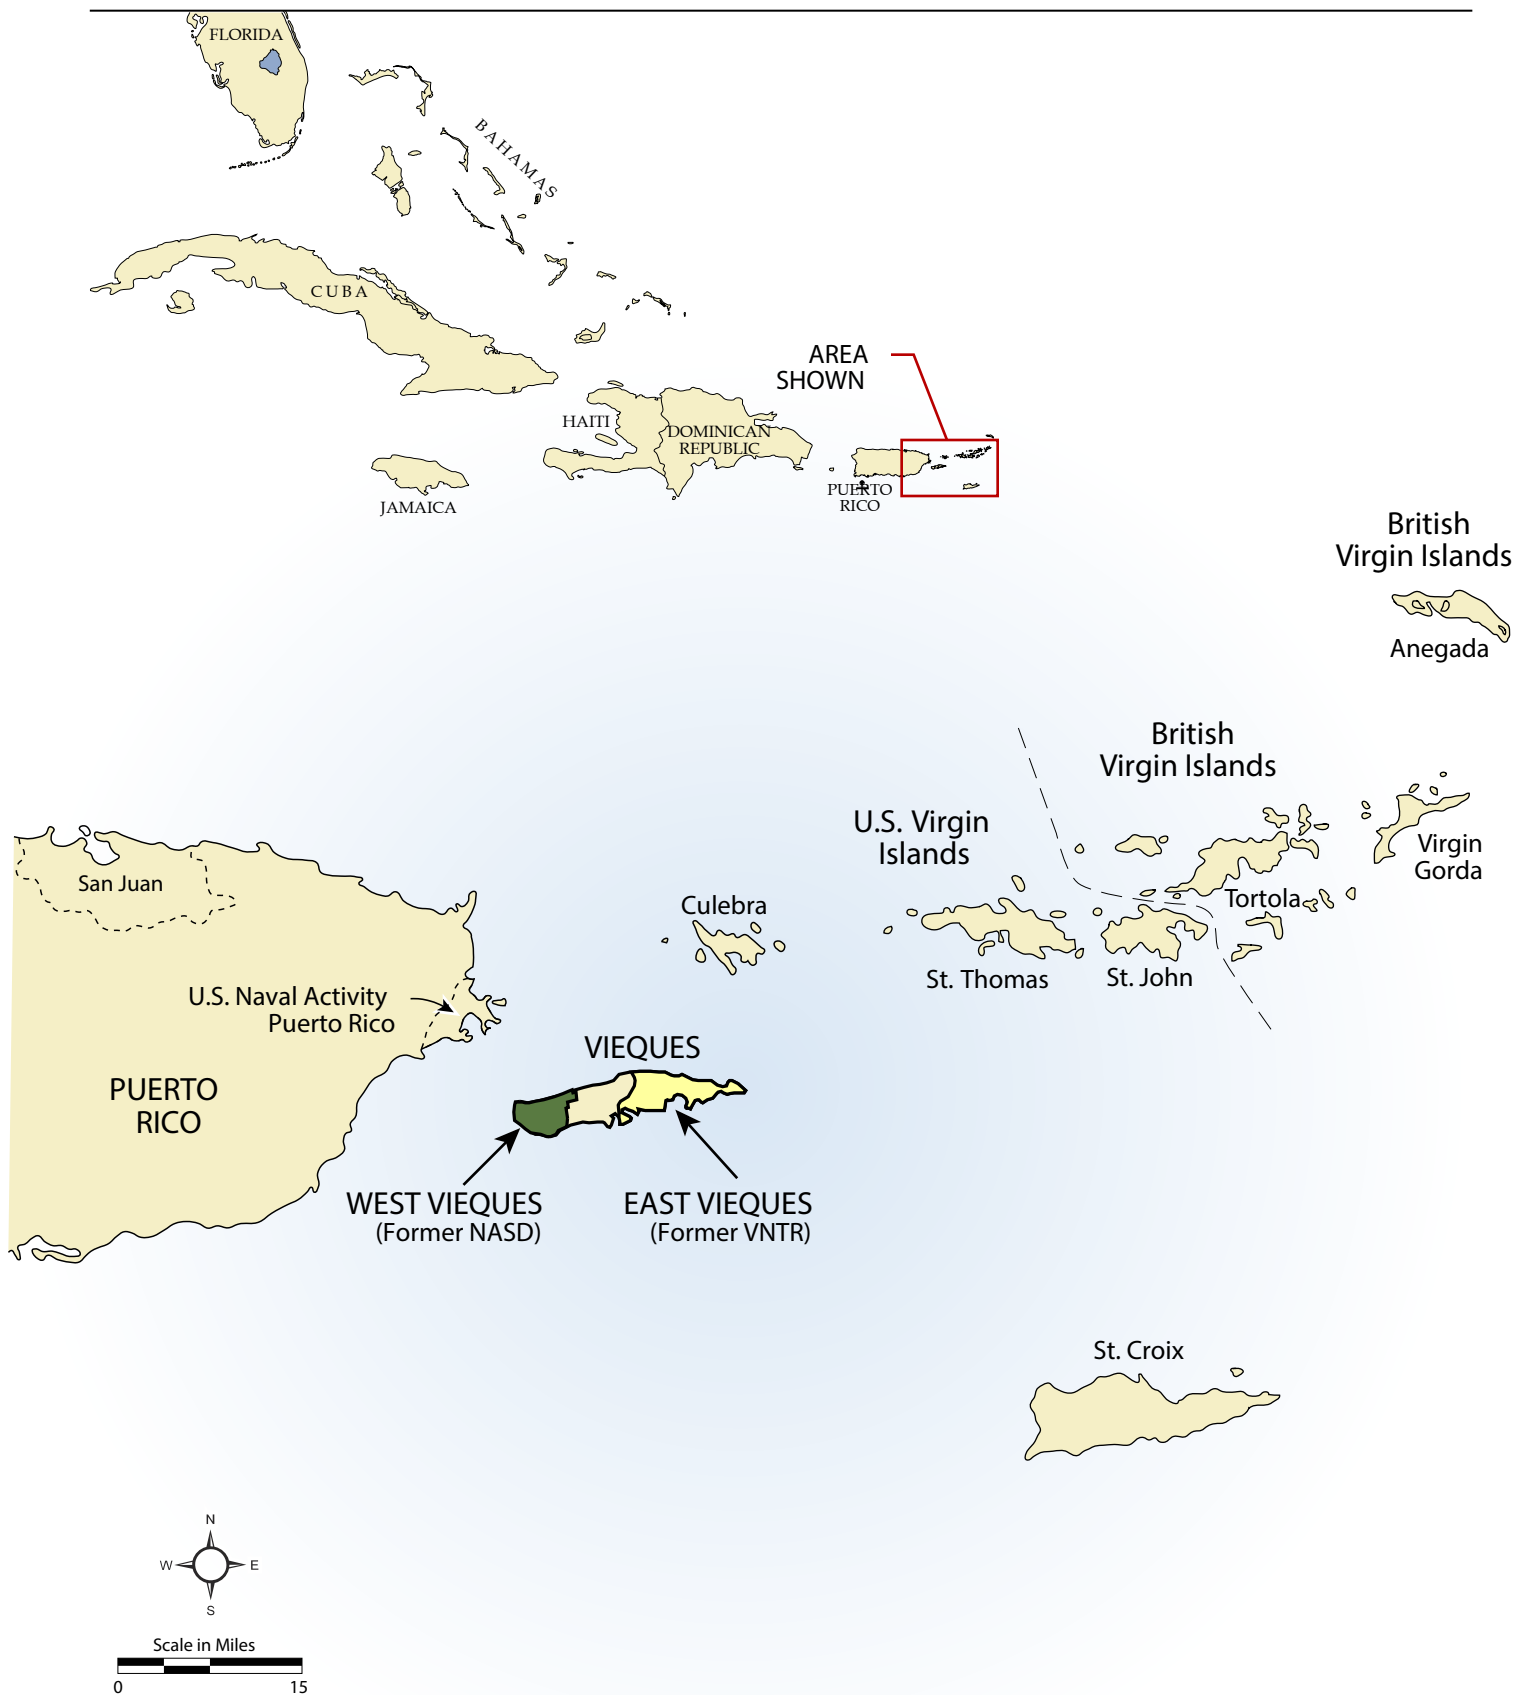 FLORIDA
BAHAMAS
CUBA
AREA
SHOWN
HAITI
DOMINICAN
REPUBLIC
JAMAICA
PUERTO
RICO
British
Virgin Islands
Anegada
British
Virgin Islands
U.S. Virgin
Islands
Virgin
Gorda
San Juan
Culebra
Tortola
St. Thomas
St. John
U.S. Naval Activity
Puerto Rico
VIEQUES
PUERTO
RICO
WEST VIEQUES
(Former NASD)
EAST VIEQUES
(Former VNTR)
St. Croix
N
W
E
S
Scale in Miles
0
15